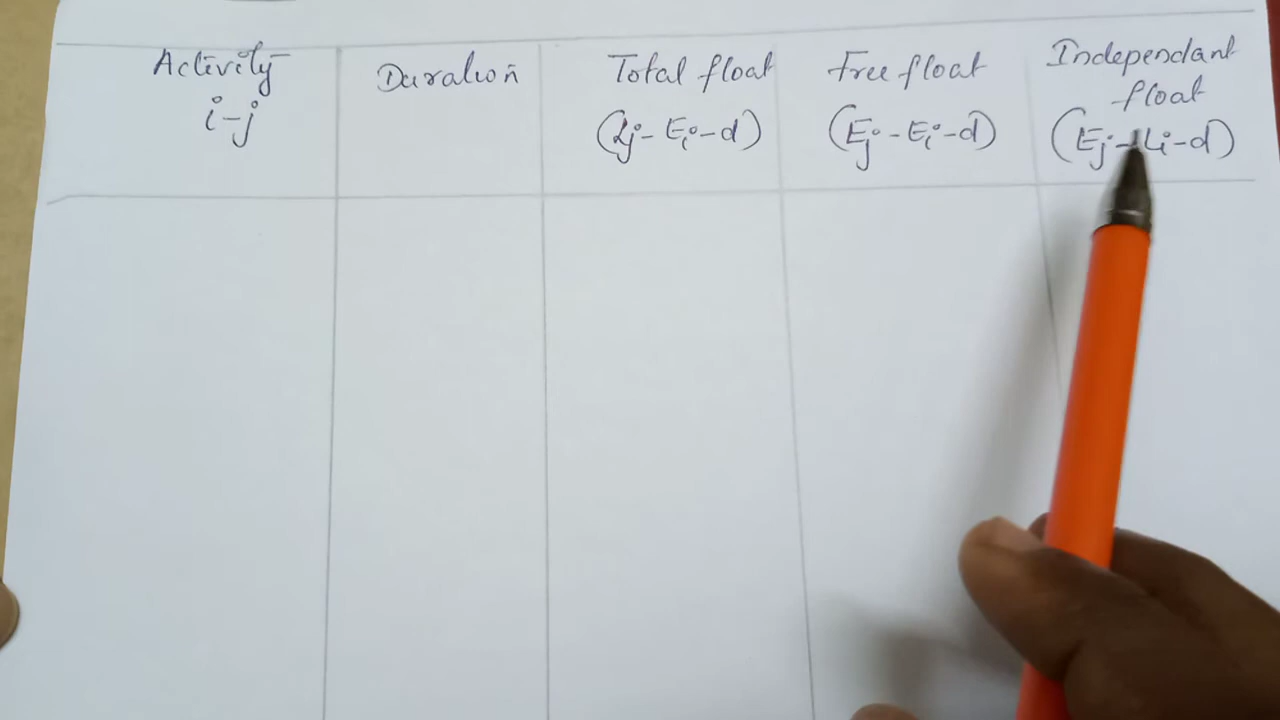 Activity
i-j
Duration
Total float
(Lj - Ei - d)
Free float
(Ej - Ei - d)
Independant
float
(Ej - Li - d)